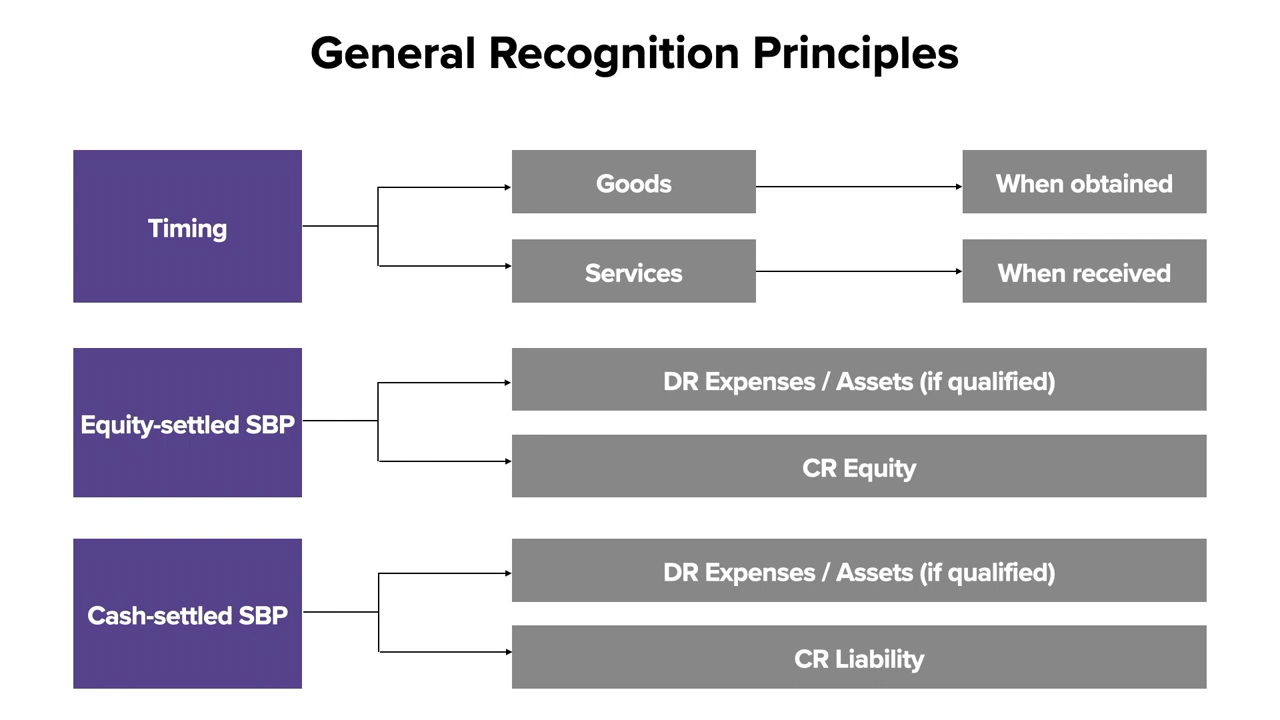 General Recognition Principles
Timing
Goods
When obtained
Services
When received
Equity-settled SBP
DR Expenses / Assets (if qualified)
CR Equity
Cash-settled SBP
DR Expenses / Assets (if qualified)
CR Liability